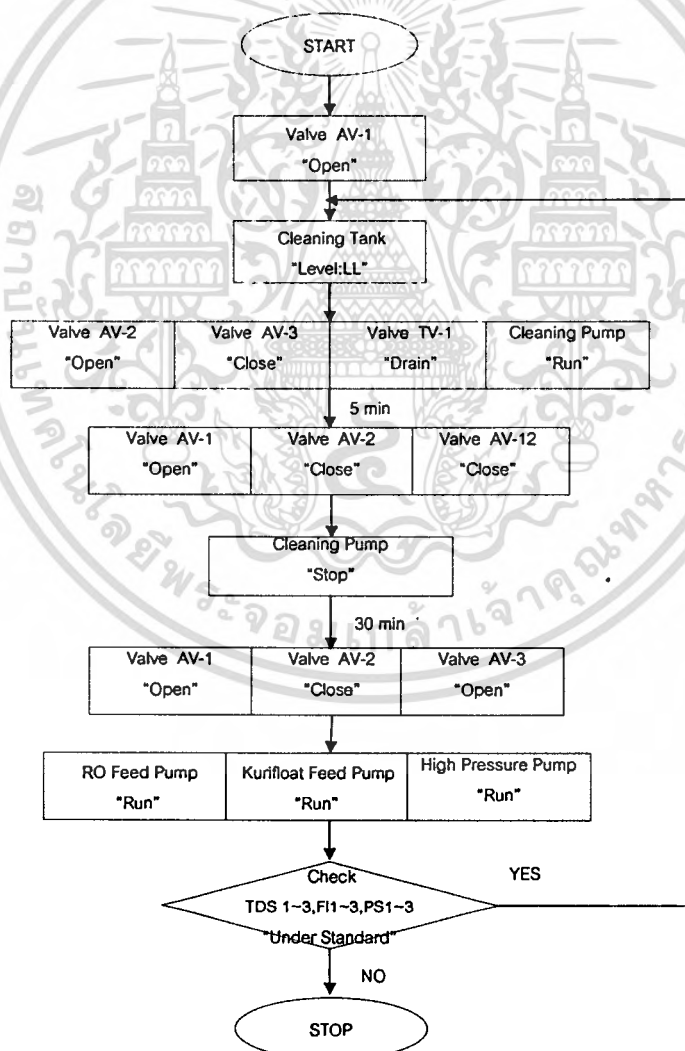 START
Valve AV-1
"Open"
Cleaning Tank
"Level:LL"
Valve AV-2 Valve AV-3 Valve TV-1 Cleaning Pump
"Open" "Close" "Drain" "Run"
5 min
Valve AV-1 Valve AV-2 Valve AV-12
"Open" "Close" "Close"
Cleaning Pump
"Stop"
30 min
Valve AV-1 Valve AV-2 Valve AV-3
"Open" "Close" "Open"
RO Feed Pump Kurifloat Feed Pump High Pressure Pump
"Run" "Run" "Run"
Check YES
TDS 1~3,FI1~3,PS1~3
"Under Standard"
NO
STOP